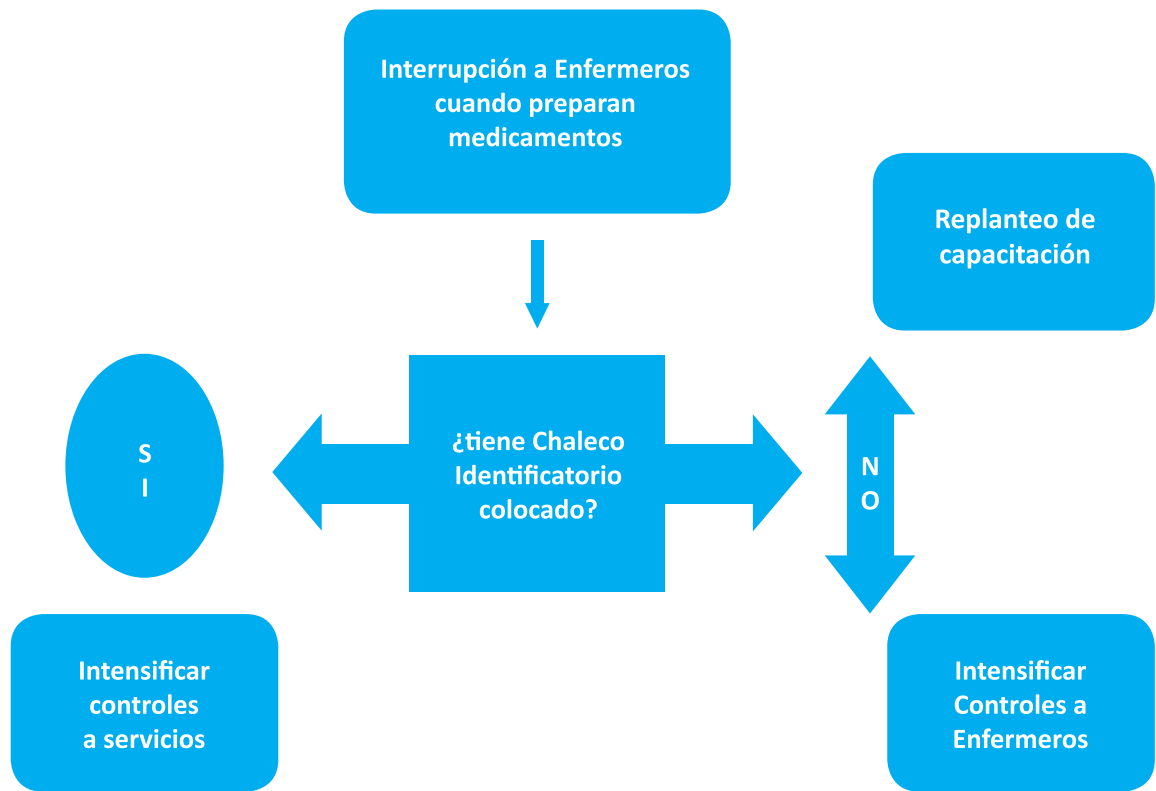 Interrupción a Enfermeros
cuando preparan
medicamentos
Replanteo de
capacitación
S
I
¿tiene Chaleco
Identificatorio
colocado?
N
O
Intensificar
controles
a servicios
Intensificar
Controles a
Enfermeros